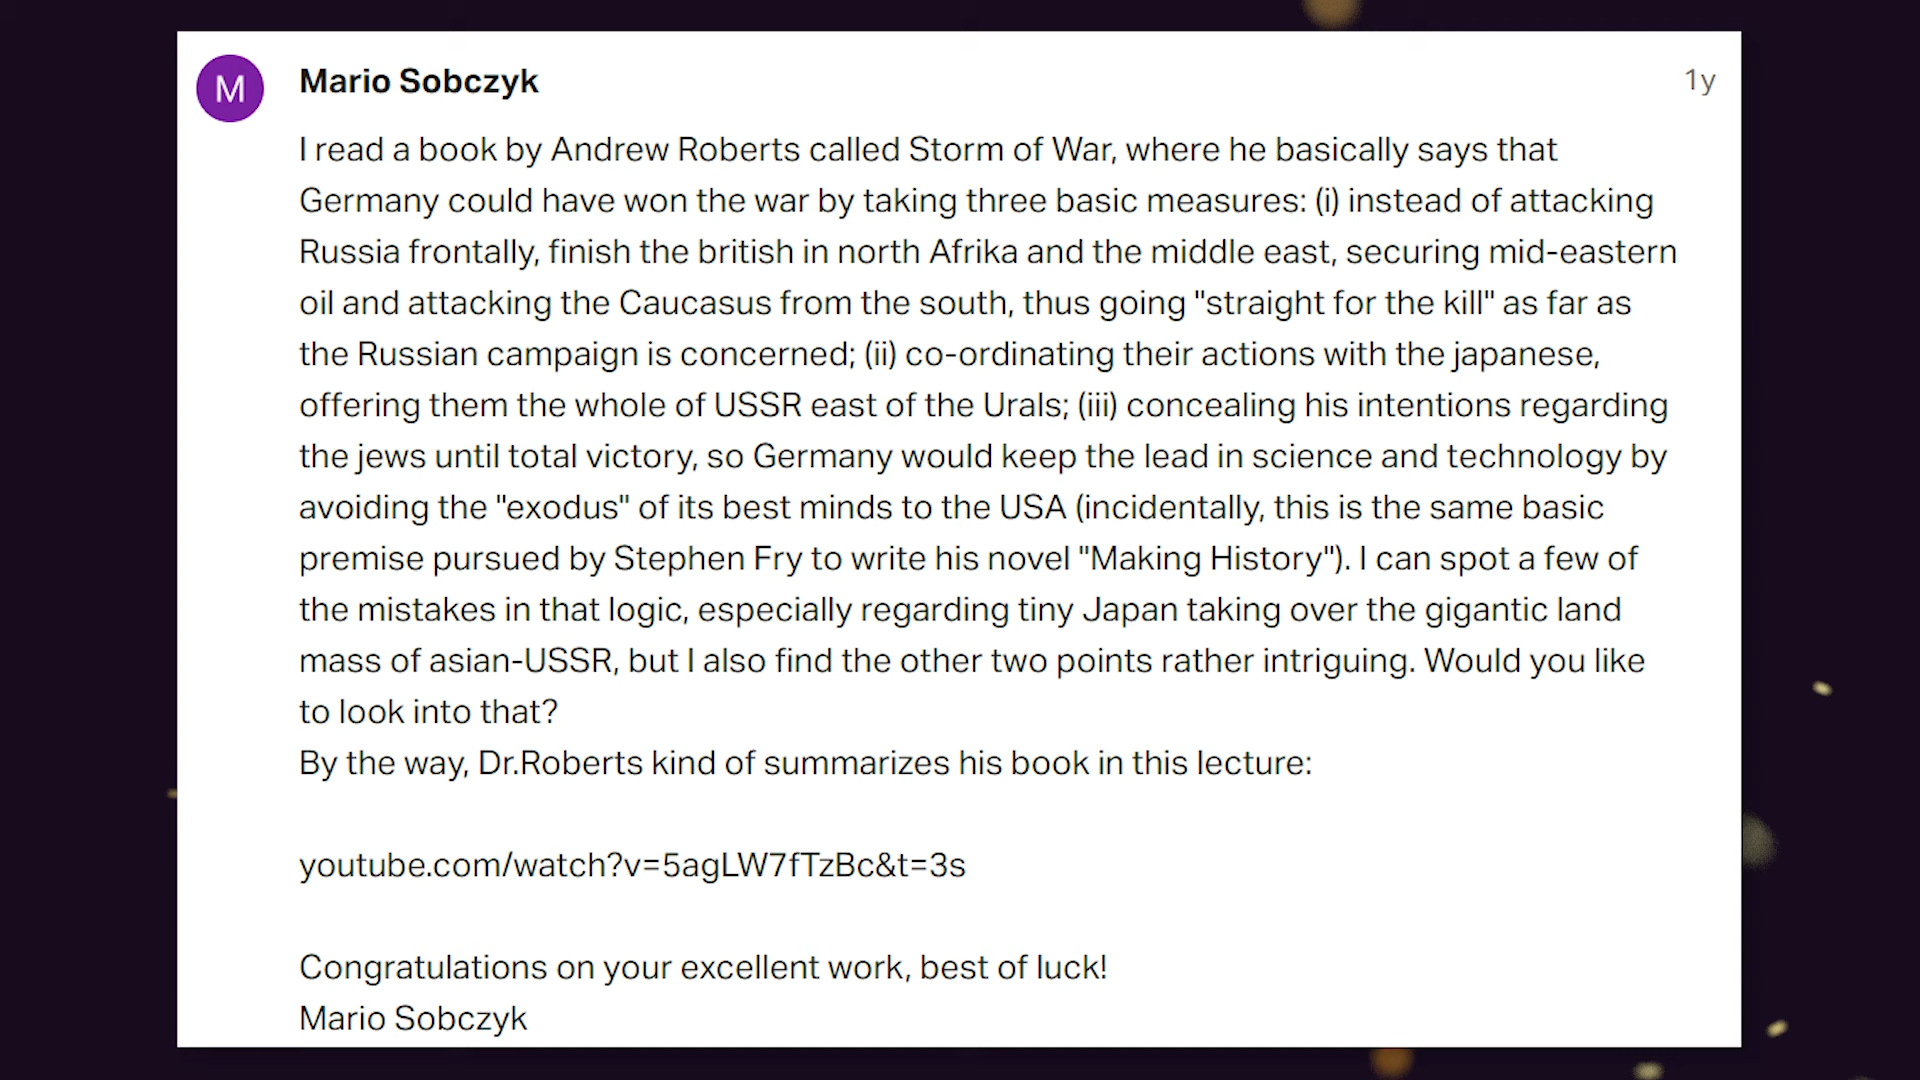 M
Mario Sobczyk
1y
I read a book by Andrew Roberts called Storm of War, where he basically says that
Germany could have won the war by taking three basic measures: (i) instead of attacking
Russia frontally, finish the british in north Afrika and the middle east, securing mid-eastern
oil and attacking the Caucasus from the south, thus going "straight for the kill" as far as
the Russian campaign is concerned; (ii) co-ordinating their actions with the japanese,
offering them the whole of USSR east of the Urals; (iii) concealing his intentions regarding
the jews until total victory, so Germany would keep the lead in science and technology by
avoiding the "exodus" of its best minds to the USA (incidentally, this is the same basic
premise pursued by Stephen Fry to write his novel "Making History"). I can spot a few of
the mistakes in that logic, especially regarding tiny Japan taking over the gigantic land
mass of asian-USSR, but I also find the other two points rather intriguing. Would you like
to look into that?
By the way, Dr.Roberts kind of summarizes his book in this lecture:
youtube.com/watch?v=5agLW7fTzBc&t=3s
Congratulations on your excellent work, best of luck!
Mario Sobczyk